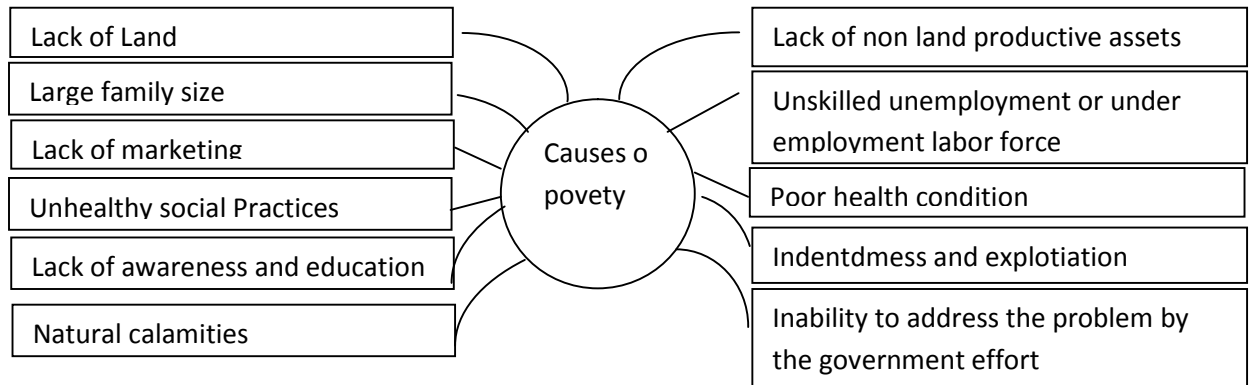 Lack of Land
Large family size
Lack of marketing
Unhealthy social Practices
Lack of awareness and education
Natural calamities
Causes o
povety
Lack of non land productive assets
Unskilled unemployment or under
employment labor force
Poor health condition
Indentdmess and explotiation
Inability to address the problem by
the government effort